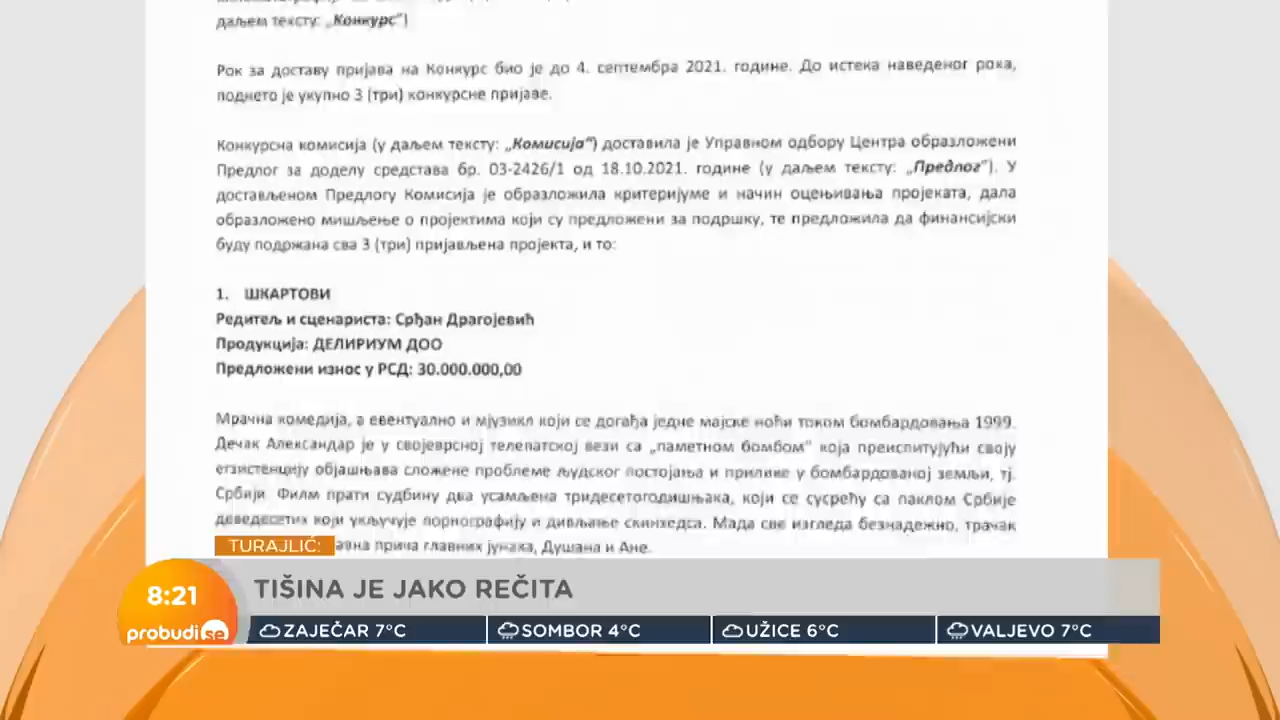 даљем тексту: „Конкурс“)
Рок за доставу пријава на Конкурс био је до 4. септембра 2021. године. До истека наведеног рока,
поднето је укупно 3 (три) конкурсне пријаве.
Конкурсна комисија (у даљем тексту: „Комисија“) доставила је Управном одбору Центра образложени
Предлог за доделу средстава бр. 03-2426/1 од 18.10.2021. године (у даљем тексту: „Предлог“). У
достављеном Предлогу Комисија је образложила критеријуме и начин оцењивања пројеката, дала
образложено мишљење о пројектима који су предложени за подршку, те предложила да финансијски
буду подржана сва 3 (три) пријављена пројекта, и то:
1. ШКАРТОВИ
Редитељ и сценариста: Срђан Драгојевић
Продукција: ДЕЛИРИУМ ДОО
Предложени износ у РСД: 30.000.000,00
Мрачна комедија, а евентуално и мјузикл који се догађа једне мајске ноћи током бомбардовања 1999.
Дечак Александар је у својеврсној телепатској вези са „паметном бомбом“ која преиспитујући своју
егзистенцију објашњава сложене проблеме људског постојања и прилике у бомбардованој земљи, тј.
Србији. Филм прати судбину два усамљена тридесетогодишњака, који се сусрећу са паклом Србије
деведесетих који укључује порнографију и дивљање скинхедса. Мада све изгледа безнадежно, трачак
прича главних јунака, Душана и Ане.
TURAJLIĆ:
TIŠINA JE JAKO REČITA
8:21
probudi se
ZAJEČAR 7°C SOMBOR 4°C UŽICE 6°C VALJEVO 7°C